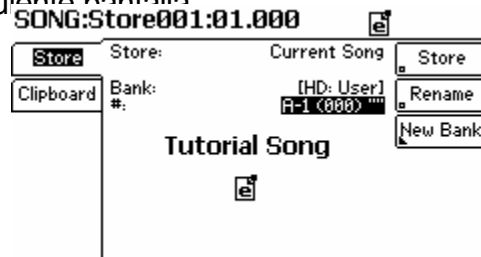 SONG:Store001:01.000
Store
Store:
Current Song
Store
Clipboard
Bank:
[HD: User]
Rename
#:
A-1 (000) ""
New Bank
Tutorial Song